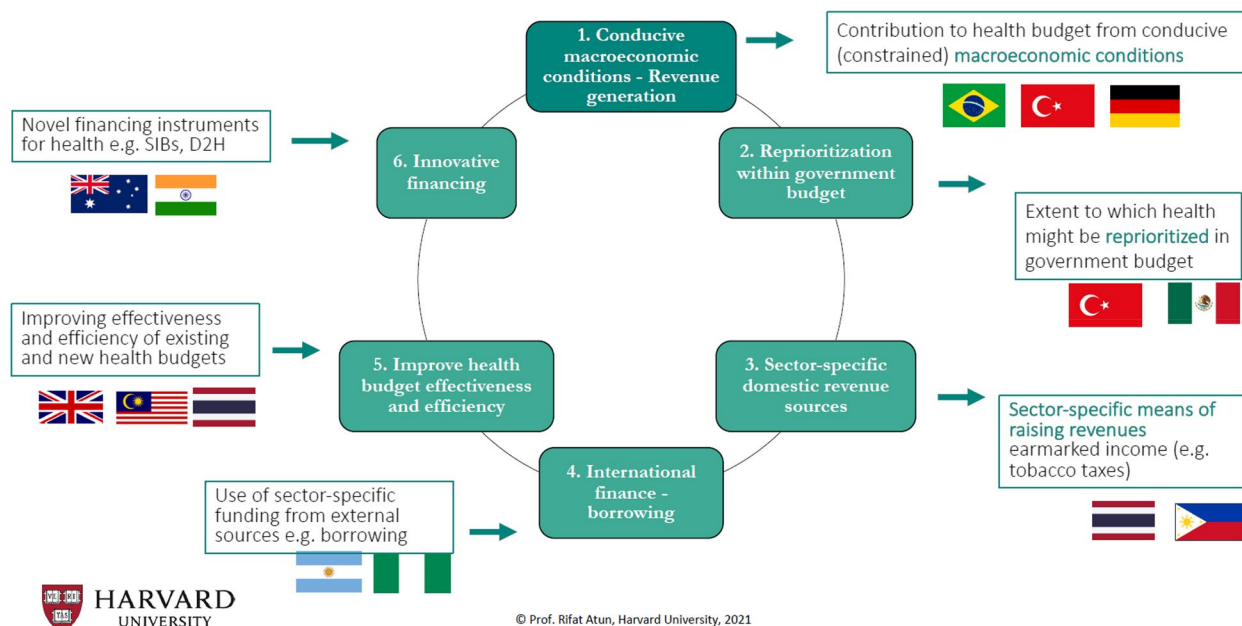 1. Conducive
macroeconomic
conditions - Revenue
generation
Contribution to health budget from conducive
(constrained) macroeconomic conditions
2. Reprioritization
within government
budget
Extent to which health
might be reprioritized in
government budget
3. Sector-specific
domestic revenue
sources
Sector-specific means of
raising revenues
earmarked income (e.g.
tobacco taxes)
4. International
finance -
borrowing
Use of sector-specific
funding from external
sources e.g. borrowing
5. Improve health
budget effectiveness
and efficiency
Improving effectiveness
and efficiency of existing
and new health budgets
6. Innovative
financing
Novel financing instruments
for health e.g. SIBs, D2H
VE RI
TAS
HARVARD
UNIVERSITY
© Prof. Rifat Atun, Harvard University, 2021